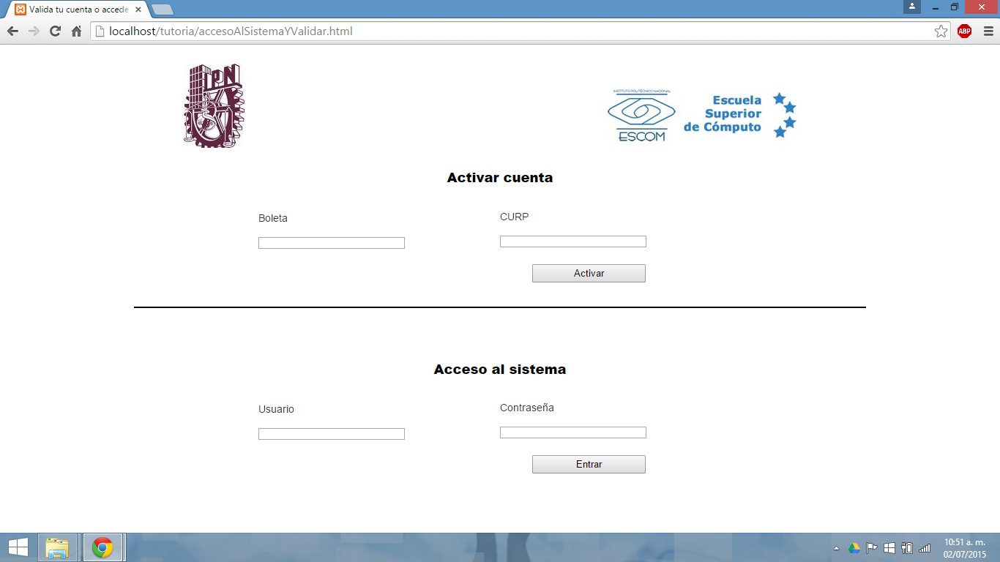 Valida tu cuenta o accede
localhost/tutoria/accesoAlSistemaYValidar.html
ABP
IPN
INSTITUTO POLITÉCNICO NACIONAL
ESCOM
Escuela
Superior
de Cómputo
Activar cuenta
Boleta
CURP
Activar
Acceso al sistema
Usuario
Contraseña
Entrar
10:51 a. m.
02/07/2015